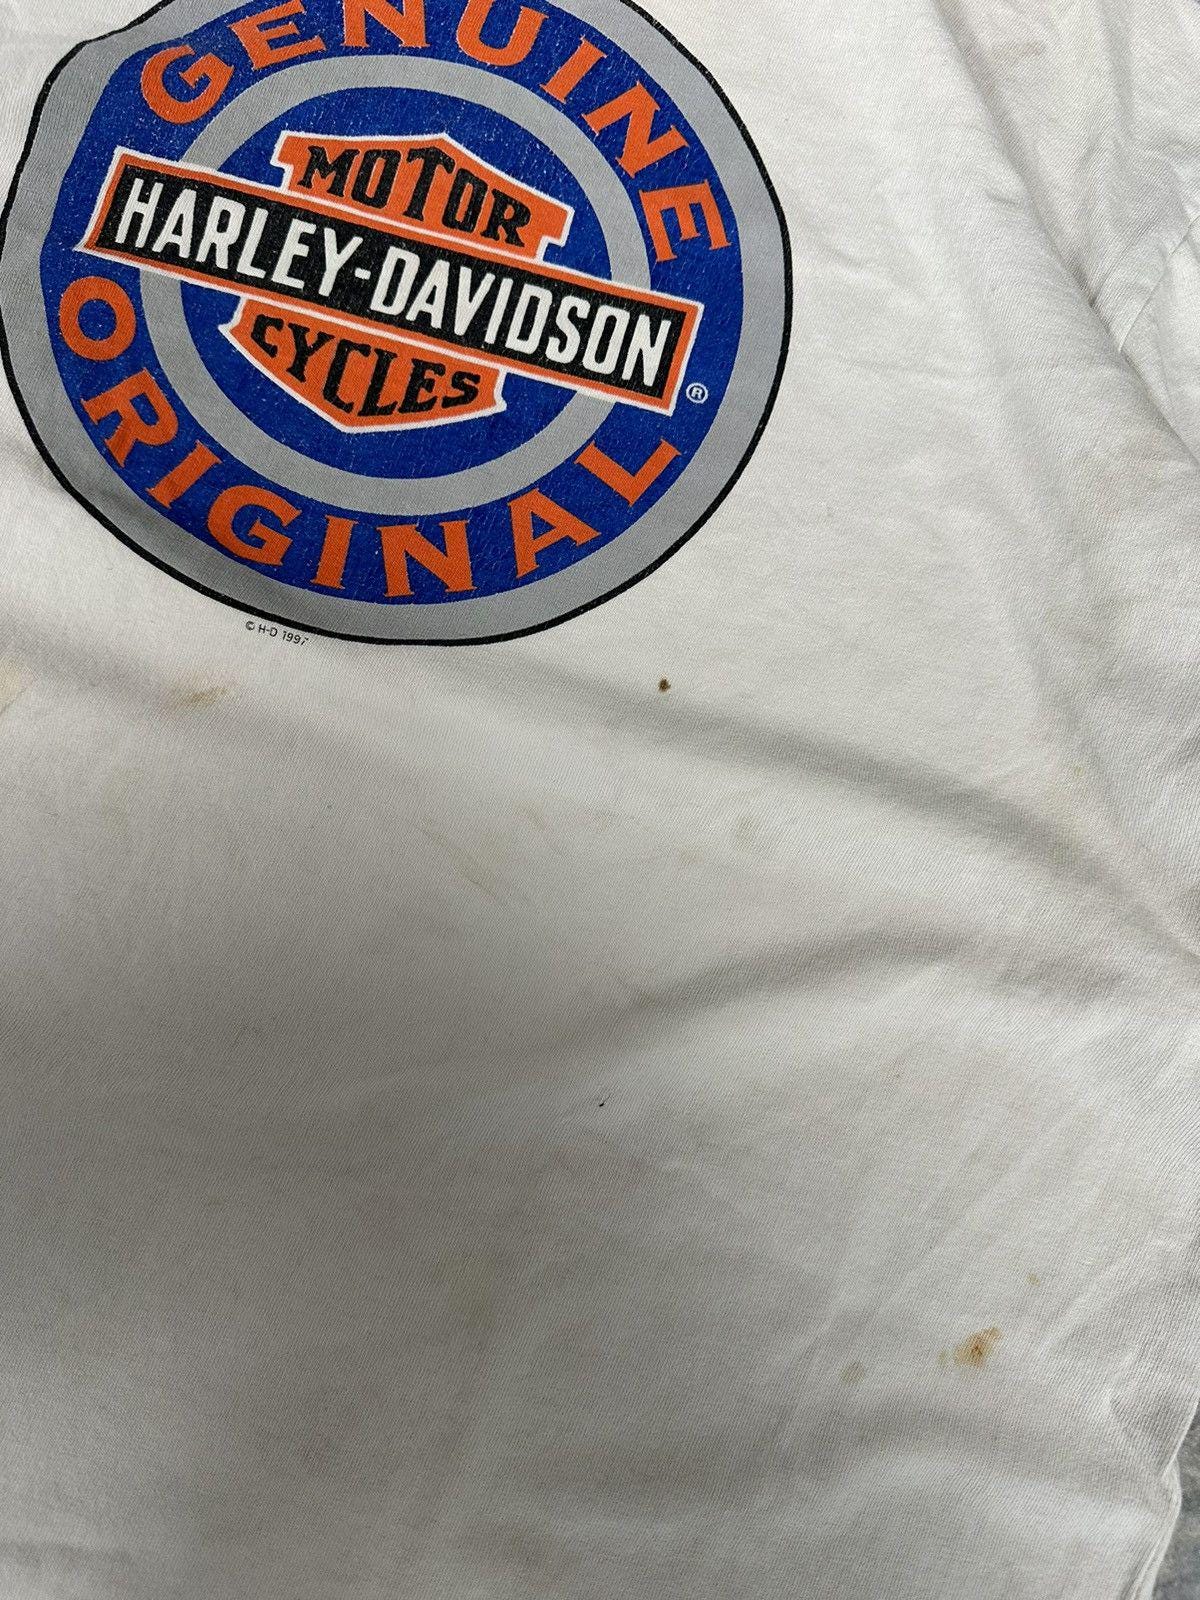 GENUINE
MOTOR
HARLEY-DAVIDSON
CYCLES
®
ORIGINAL
© H-D 1997